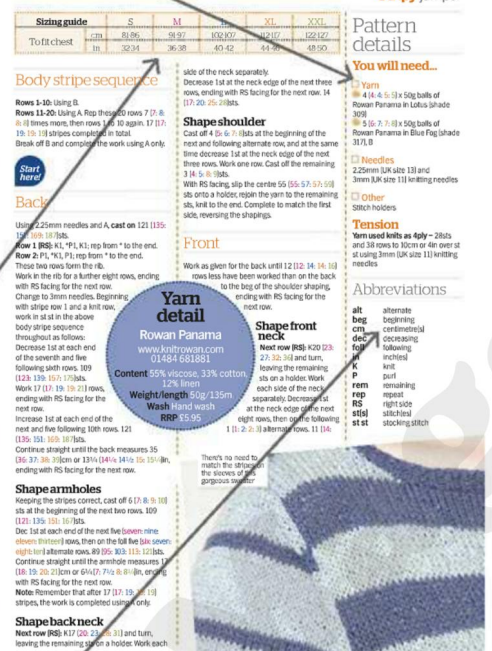 Sizing guide S M XL XXL
To fit chest cm 81-86 91-97 102-107 112-117 122-127
in 32-34 36-38 40-42 44-46 48-50
Body stripe sequence
Rows 1-10: Using B.
Rows 11-20: Using A. Rep these 20 rows 7 [7: 8:
8: 8] times more, then rows 1 to 10 again. 17 [17:
19: 19: 19] stripes completed in total.
Break off B and complete the work using A only.
Start
here!
Back
Using 2.25mm needles and A, cast on 121 [135:
151: 169: 187]sts.
Row 1 (RS): K1, *P1, K1; rep from * to the end.
Row 2: P1, *K1, P1; rep from * to the end.
These two rows form the rib.
Work in the rib for a further eight rows, ending
with RS facing for the next row.
Change to 3mm needles. Beginning
with stripe row 1 and a knit row,
work in st st in the above
body stripe sequence
throughout as follows:
Decrease 1st at each end
of the seventh and five
following sixth rows. 109
[123: 139: 157: 175]sts.
Work 17 [17: 19: 19: 21] rows,
ending with RS facing for the
next row.
Increase 1st at each end of the
next and five following 10th rows. 121
[135: 151: 169: 187]sts.
Continue straight until the back measures 35
[36: 37: 38: 39]cm or 13¾ [14¼: 14½: 15: 15¼]in,
ending with RS facing for the next row.
Shape armholes
Keeping the stripes correct, cast off 6 [7: 8: 9: 10]
sts at the beginning of the next two rows. 109
[121: 135: 151: 167]sts.
Dec 1st at each end of the next five [seven: nine:
eleven: thirteen] rows, then on the foll five [six: seven:
eight: ten] alternate rows. 89 [95: 103: 113: 121]sts.
Continue straight until the armhole measures 17
[18: 19: 20: 21]cm or 6¾ [7: 7½: 8: 8¼]in, ending
with RS facing for the next row.
Note: Remember that after 17 [17: 19: 19: 19]
stripes, the work is completed using A only.
Shape back neck
Next row (RS): K17 [20: 23: 28: 31] and turn,
leaving the remaining sts on a holder. Work each
side of the neck separately.
Decrease 1st at the neck edge of the next three
rows, ending with RS facing for the next row. 14
[17: 20: 25: 28]sts.
Shape shoulder
Cast off 4 [5: 6: 7: 8]sts at the beginning of the
next and following alternate row, and at the same
time decrease 1st at the neck edge of the next
three rows. Work one row. Cast off the remaining
3 [4: 5: 8: 9]sts.
With RS facing, slip the centre 55 [55: 57: 57: 59]
sts onto a holder, rejoin the yarn to the remaining
sts, knit to the end. Complete to match the first
side, reversing the shapings.
Front
Work as given for the back until 12 [12: 14: 14: 16]
rows less have been worked than on the back
to the beg of the shoulder shaping,
ending with RS facing for the
next row.
Shape front
neck
Next row (RS): K20 [23:
27: 32: 36] and turn,
leaving the remaining
sts on a holder. Work
each side of the neck
separately. Decrease 1st
at the neck edge of the next
eight rows, then on the following
1 [1: 2: 2: 3] alternate rows. 11 [14:
Yarn
detail
Rowan Panama
www.knitrowan.com
01484 681881
Content 55% viscose, 33% cotton,
12% linen
Weight/length 50g/135m
Wash Hand wash
RRP £5.95
There's no need to
match the stripes on
the sleeves of this
gorgeous sweater
Pattern
details
You will need...
Yarn
4 [4: 4: 5: 5] x 50g balls of
Rowan Panama in Lotus (shade
309)
5 [6: 7: 7: 8] x 50g balls of
Rowan Panama in Blue Fog (shade
317), B
Needles
2.25mm (UK size 13) and
3mm (UK size 11) knitting needles
Other
Stitch holders
Tension
Yarn used knits as 4ply – 28sts
and 38 rows to 10cm or 4in over st
st using 3mm (UK size 11) knitting
needles
Abbreviations
alt alternate
beg beginning
cm centimetre(s)
dec decreasing
foll following
in inch(es)
K knit
P purl
rem remaining
rep repeat
RS right side
st(s) stitch(es)
st st stocking stitch